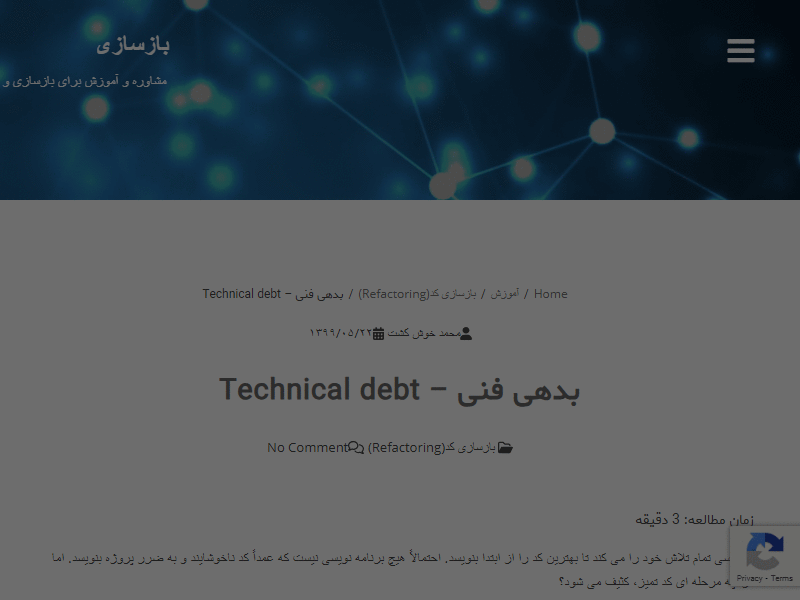 بازسازی
مشاوره و آموزش برای بازسازی و
Home / آموزش / بازسازی کد(Refactoring) / بدهی فنی – Technical debt
محمد خوش کشت ۱۳۹۹/۰۵/۲۲
بدهی فنی – Technical debt
بازسازی کد(Refactoring) No Comment
زمان مطالعه: 3 دقیقه
تمام تلاش خود را می کند تا بهترین کد را از ابتدا بنویسد. احتمالاً هیچ برنامه نویسی نیست که عمداً کد ناخوشایند و به ضرر پروژه بنویسد. اما
مرحله ای کد تمیز، کثیف می شود؟
Privacy - Terms